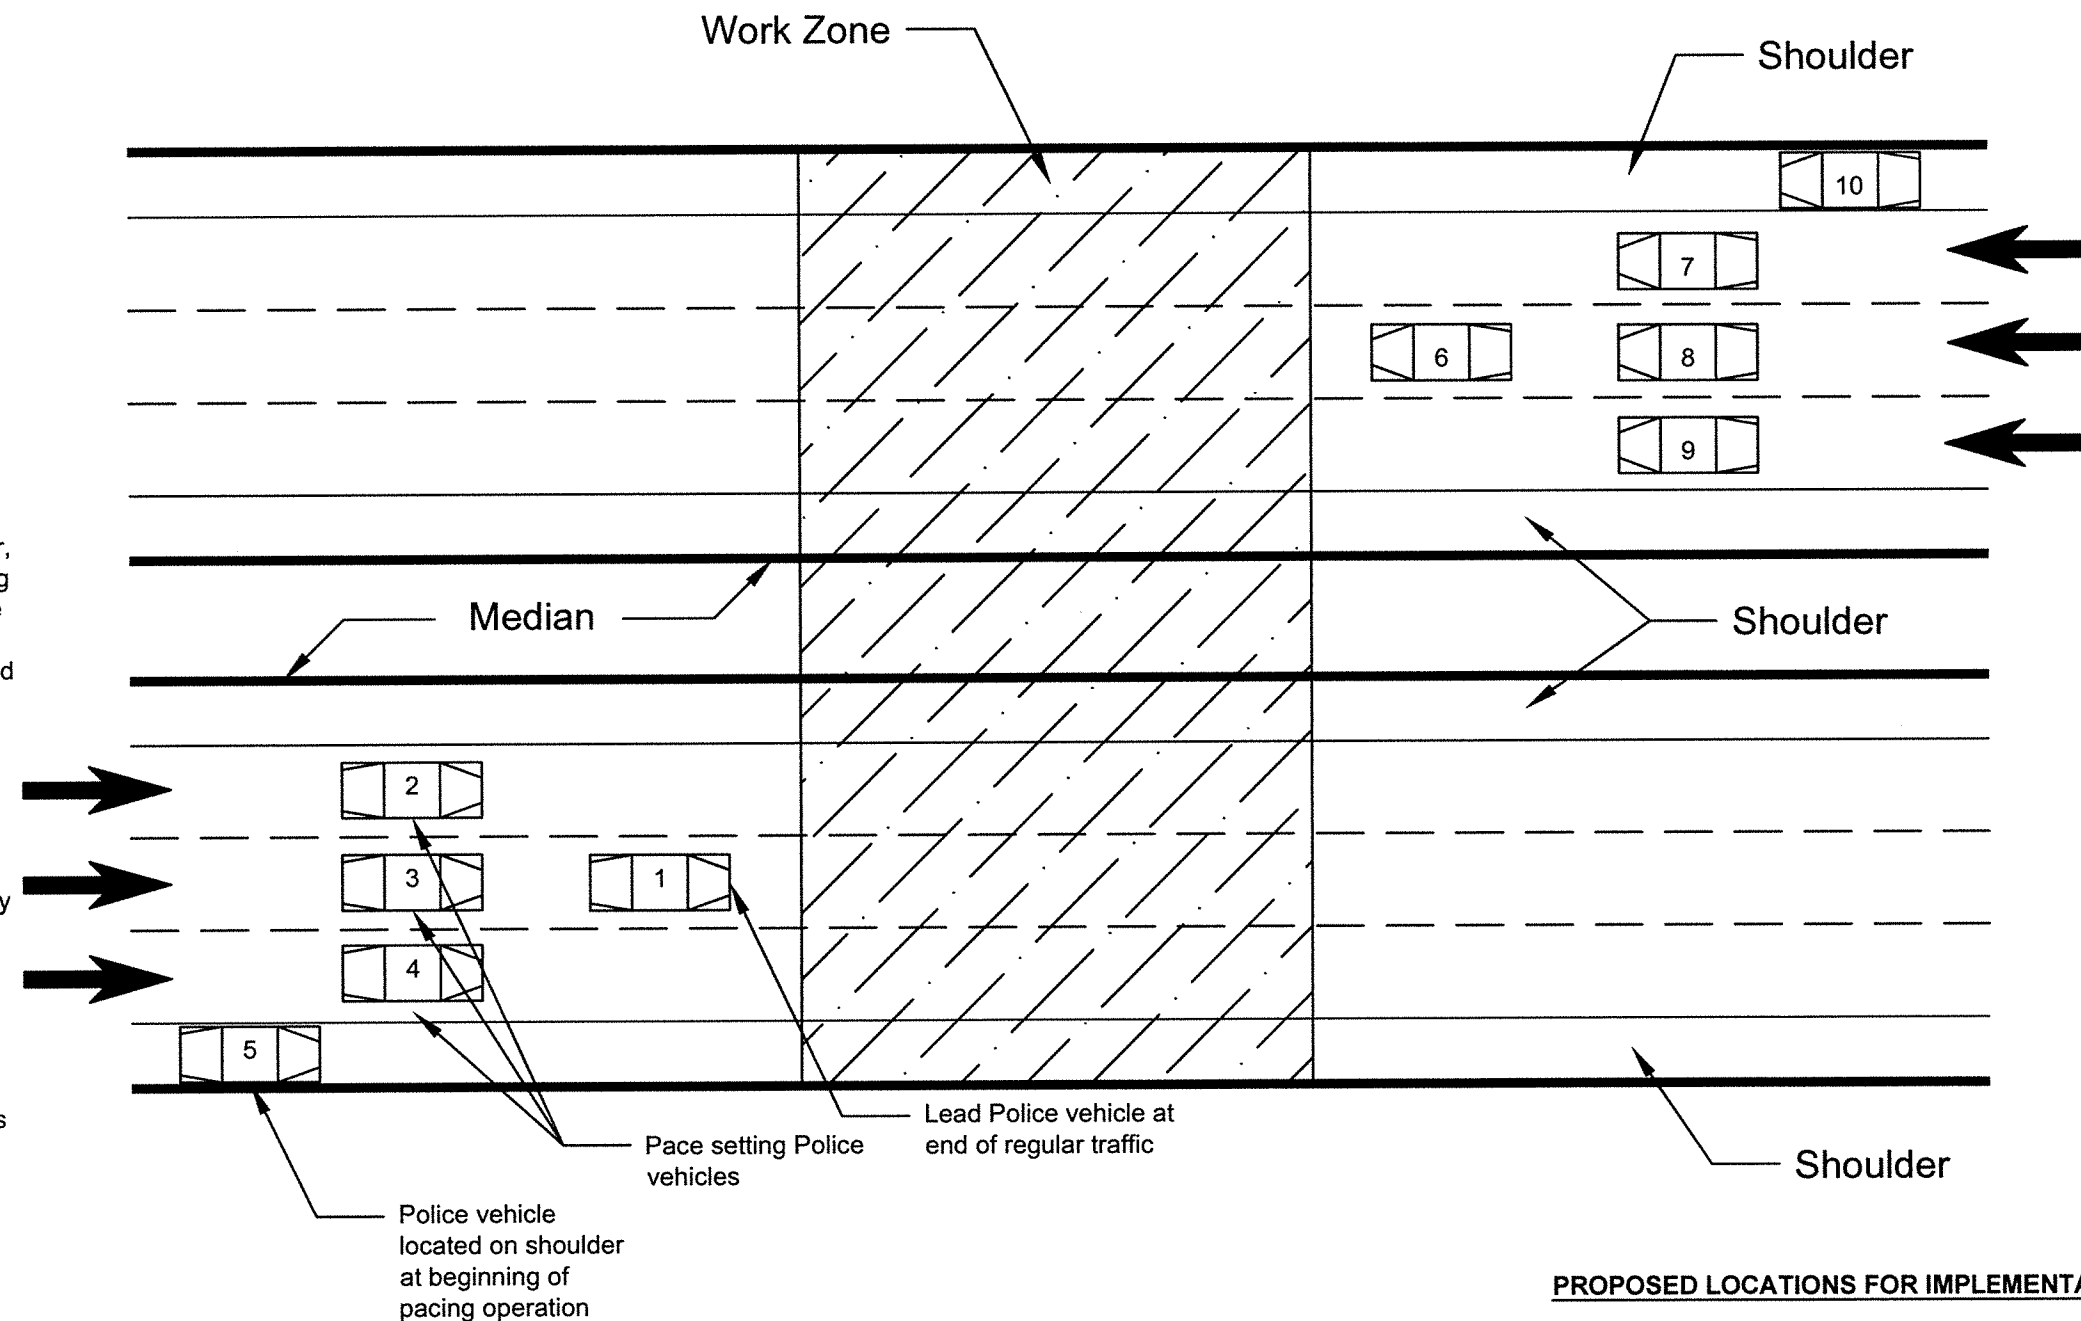 Work Zone
Shoulder
10
7
6
8
9
Median
Shoulder
2
3
1
4
5
Lead Police vehicle at
end of regular traffic
Pace setting Police
vehicles
Shoulder
Police vehicle
located on shoulder
at beginning of
pacing operation
PROPOSED LOCATIONS FOR